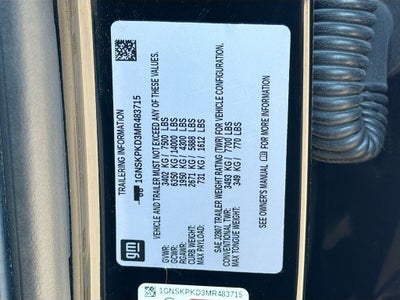 TRAILERING INFORMATION
1GNSKPKD3MR483715
VEHICLE AND TRAILER MUST NOT EXCEED ANY OF THESE VALUES.
GVWR: 3402 KG / 7500 LBS
GCWR: 6350 KG / 14000 LBS
RGAWR: 1950 KG / 4300 LBS
CURB WEIGHT: 2671 KG / 5888 LBS
MAX PAYLOAD: 731 KG / 1612 LBS
SAE J2807 TRAILER WEIGHT RATING (TWR) FOR VEHICLE CONFIGURATION.
CONVENTIONAL TWR: 3493 KG / 7700 LBS
MAX TONGUE WEIGHT: 349 KG / 770 LBS
SEE OWNER'S MANUAL FOR MORE INFORMATION
gm
1GNSKPKD3MR483715